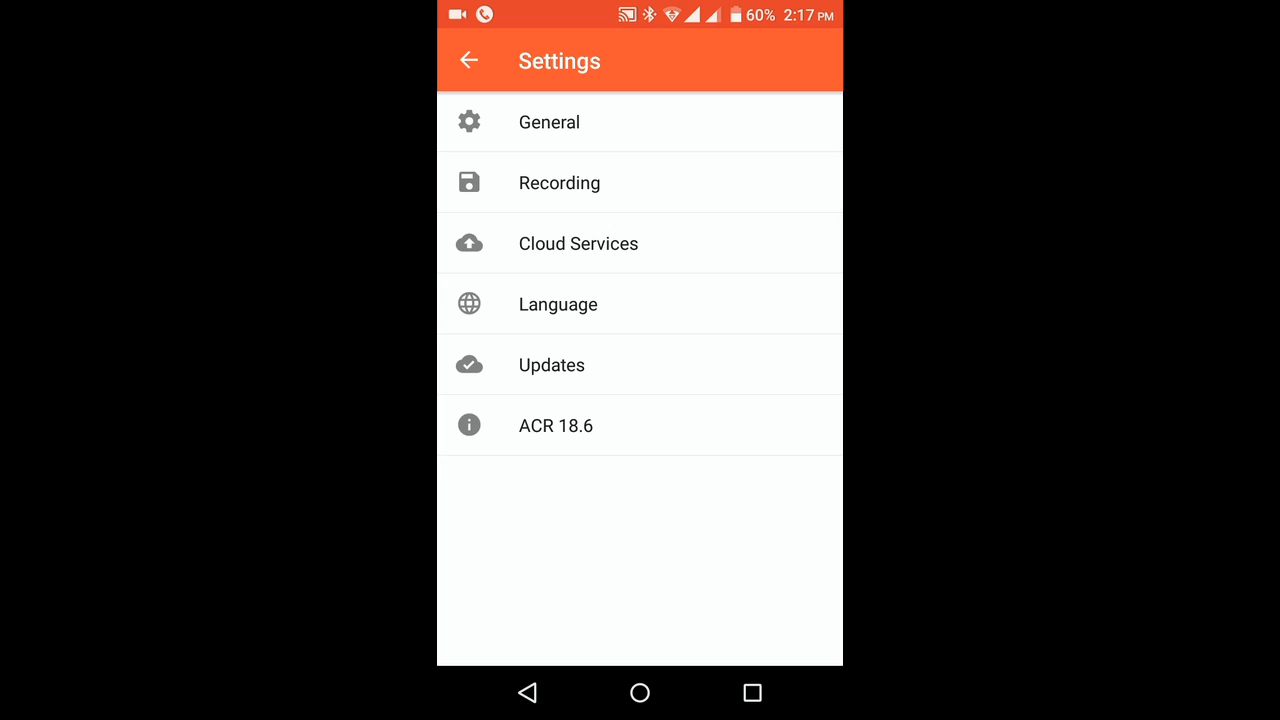 60% 2:17 PM
Settings
General
Recording
Cloud Services
Language
Updates
ACR 18.6